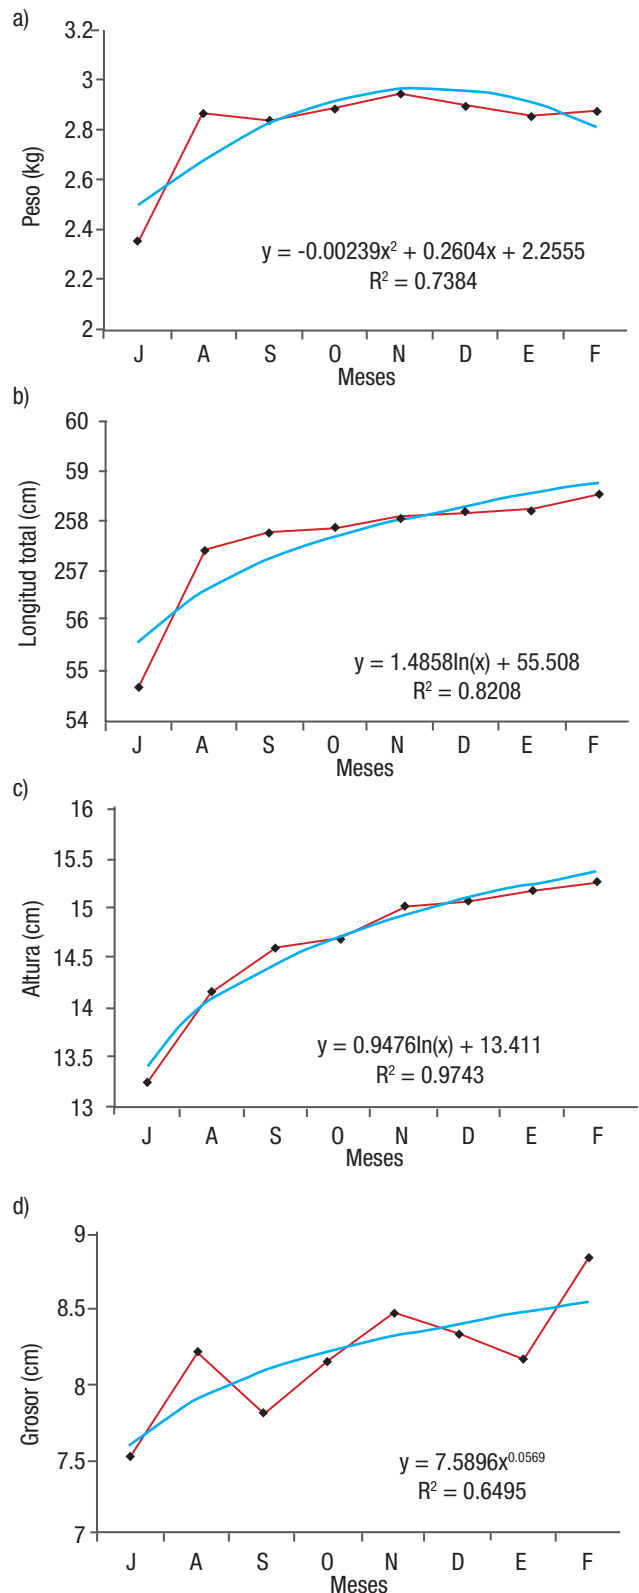 a)
3.2
3
2.8
2.6
2.4
2.2
2
Peso (kg)
y = -0.00239x² + 0.2604x + 2.2555
R² = 0.7384
J A S O N D E F
Meses
b)
60
59
258
257
56
55
54
Longitud total (cm)
y = 1.4858ln(x) + 55.508
R² = 0.8208
J A S O N D E F
Meses
c)
16
15.5
15
14.5
14
13.5
13
Altura (cm)
y = 0.9476ln(x) + 13.411
R² = 0.9743
J A S O N D E F
Meses
d)
9
8.5
8
7.5
7
Grosor (cm)
y = 7.5896x⁰·⁰⁵⁶⁹
R² = 0.6495
J A S O N D E F
Meses